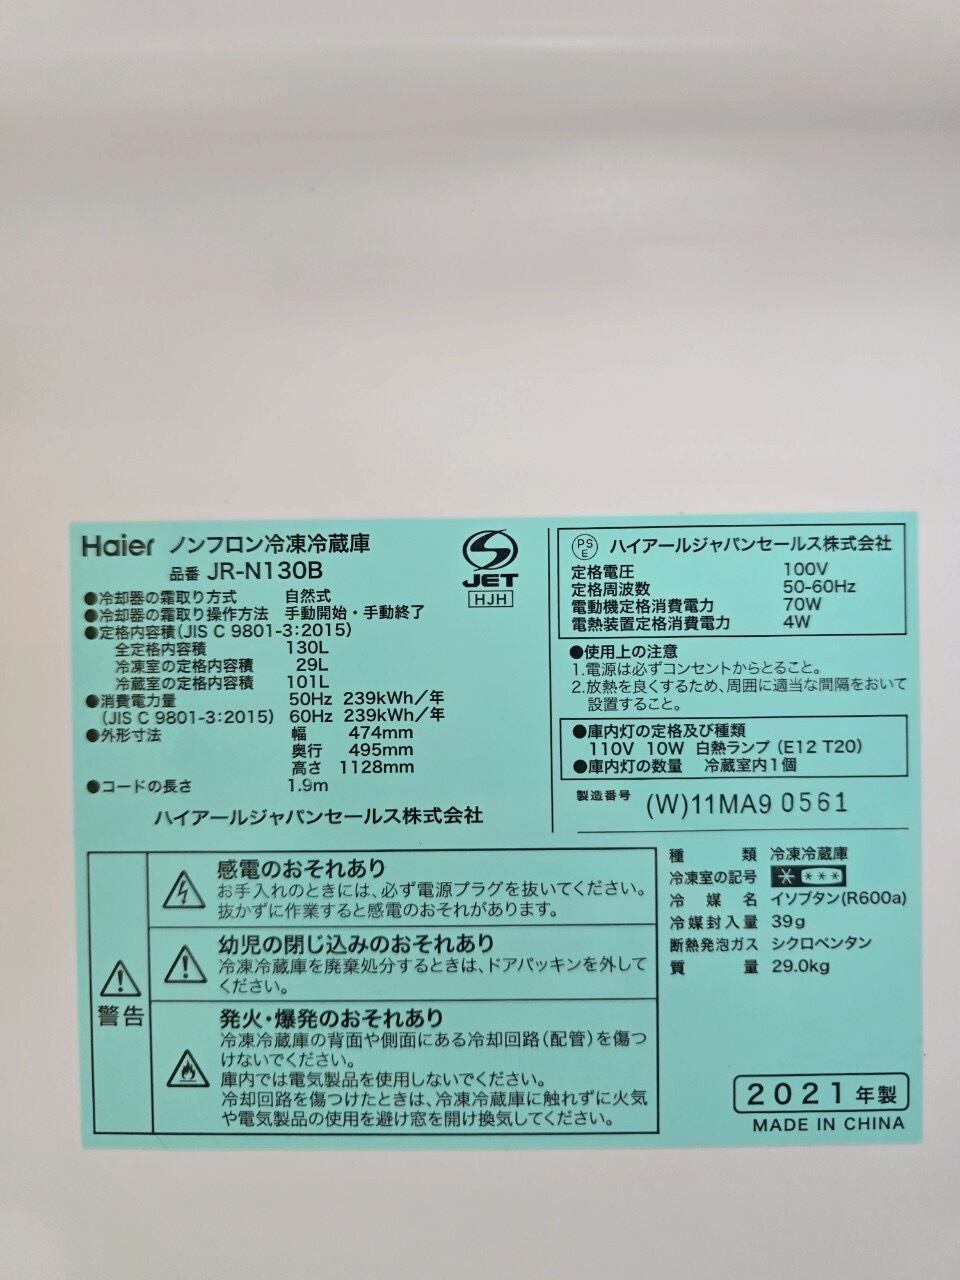 Haier ノンフロン冷凍冷蔵庫
品番 JR-N130B
●冷却器の霜取り方式 自然式
●冷却器の霜取り操作方法 手動開始・手動終了
●定格内容積(JIS C 9801-3:2015)
全定格内容積 130L
冷凍室の定格内容積 29L
冷蔵室の定格内容積 101L
●消費電力量 50Hz 239kWh/年
(JIS C 9801-3:2015) 60Hz 239kWh/年
●外形寸法 幅 474mm
奥行 495mm
高さ 1128mm
●コードの長さ 1.9m
ハイアールジャパンセールス株式会社
S
JET
HJH
PS
E
ハイアールジャパンセールス株式会社
定格電圧 100V
定格周波数 50-60Hz
電動機定格消費電力 70W
電熱装置定格消費電力 4W
●使用上の注意
1.電源は必ずコンセントからとること。
2.放熱を良くするため、周囲に適当な間隔をおいて
設置すること。
●庫内灯の定格及び種類
110V 10W 白熱ランプ(E12 T20)
●庫内灯の数量 冷蔵室内1個
製造番号 (W)11MA9 0561
警告
感電のおそれあり
お手入れのときには、必ず電源プラグを抜いてください。
抜かずに作業すると感電のおそれがあります。
幼児の閉じ込みのおそれあり
冷凍冷蔵庫を廃棄処分するときは、ドアパッキンを外して
ください。
発火・爆発のおそれあり
冷凍冷蔵庫の背面や側面にある冷却回路(配管)を傷つ
けないでください。
庫内では電気製品を使用しないでください。
冷却回路を傷つけたときは、冷凍冷蔵庫に触れずに火気
や電気製品の使用を避け窓を開け換気してください。
種類 冷凍冷蔵庫
冷凍室の記号 * ***
冷媒名 イソブタン(R600a)
冷媒封入量 39g
断熱発泡ガス シクロペンタン
質量 29.0kg
2021年製
MADE IN CHINA